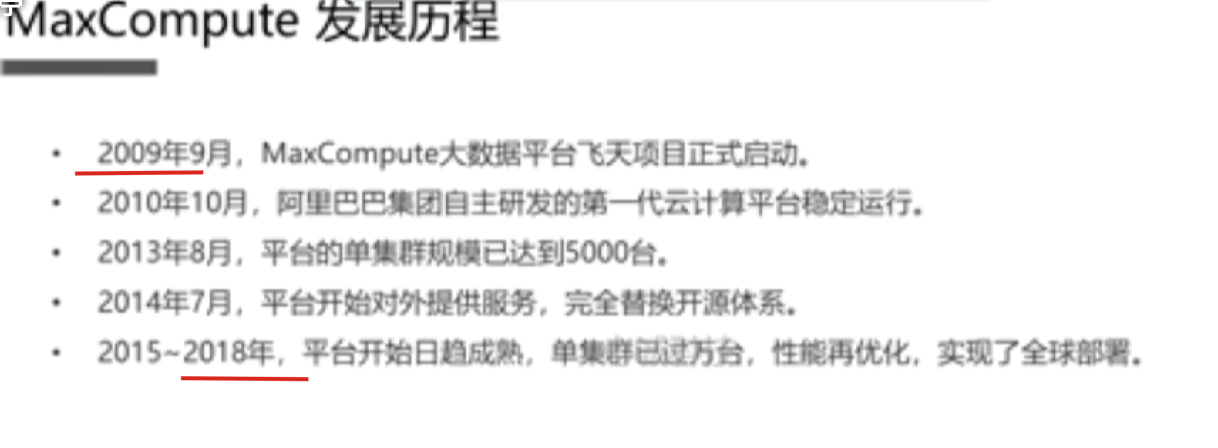 MaxCompute 发展历程
• 2009年9月，MaxCompute大数据平台飞天项目正式启动。
• 2010年10月，阿里巴巴集团自主研发的第一代云计算平台稳定运行。
• 2013年8月，平台的单集群规模已达到5000台。
• 2014年7月，平台开始对外提供服务，完全替换开源体系。
• 2015~2018年，平台开始日趋成熟，单集群已过万台，性能再优化，实现了全球部署。